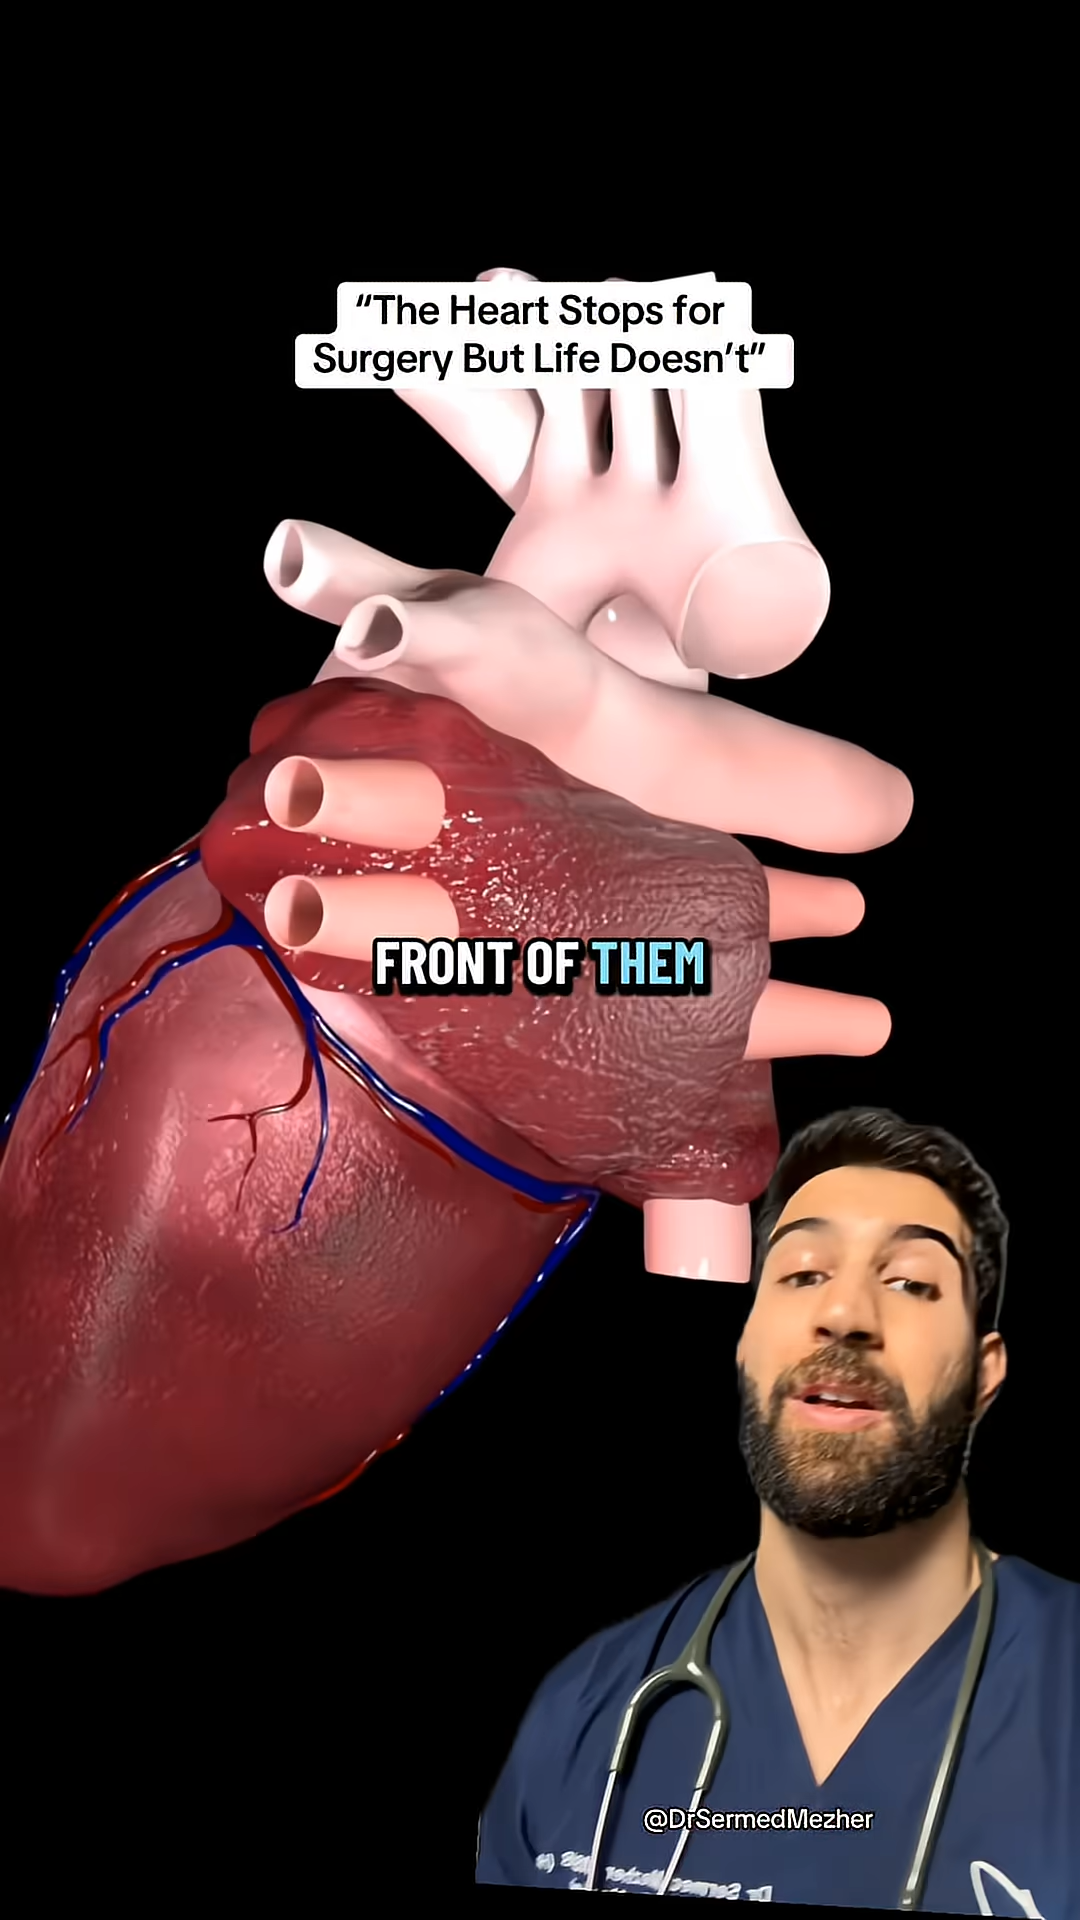 “The Heart Stops for
Surgery But Life Doesn’t”
FRONT OF THEM
@DrSermedMezher